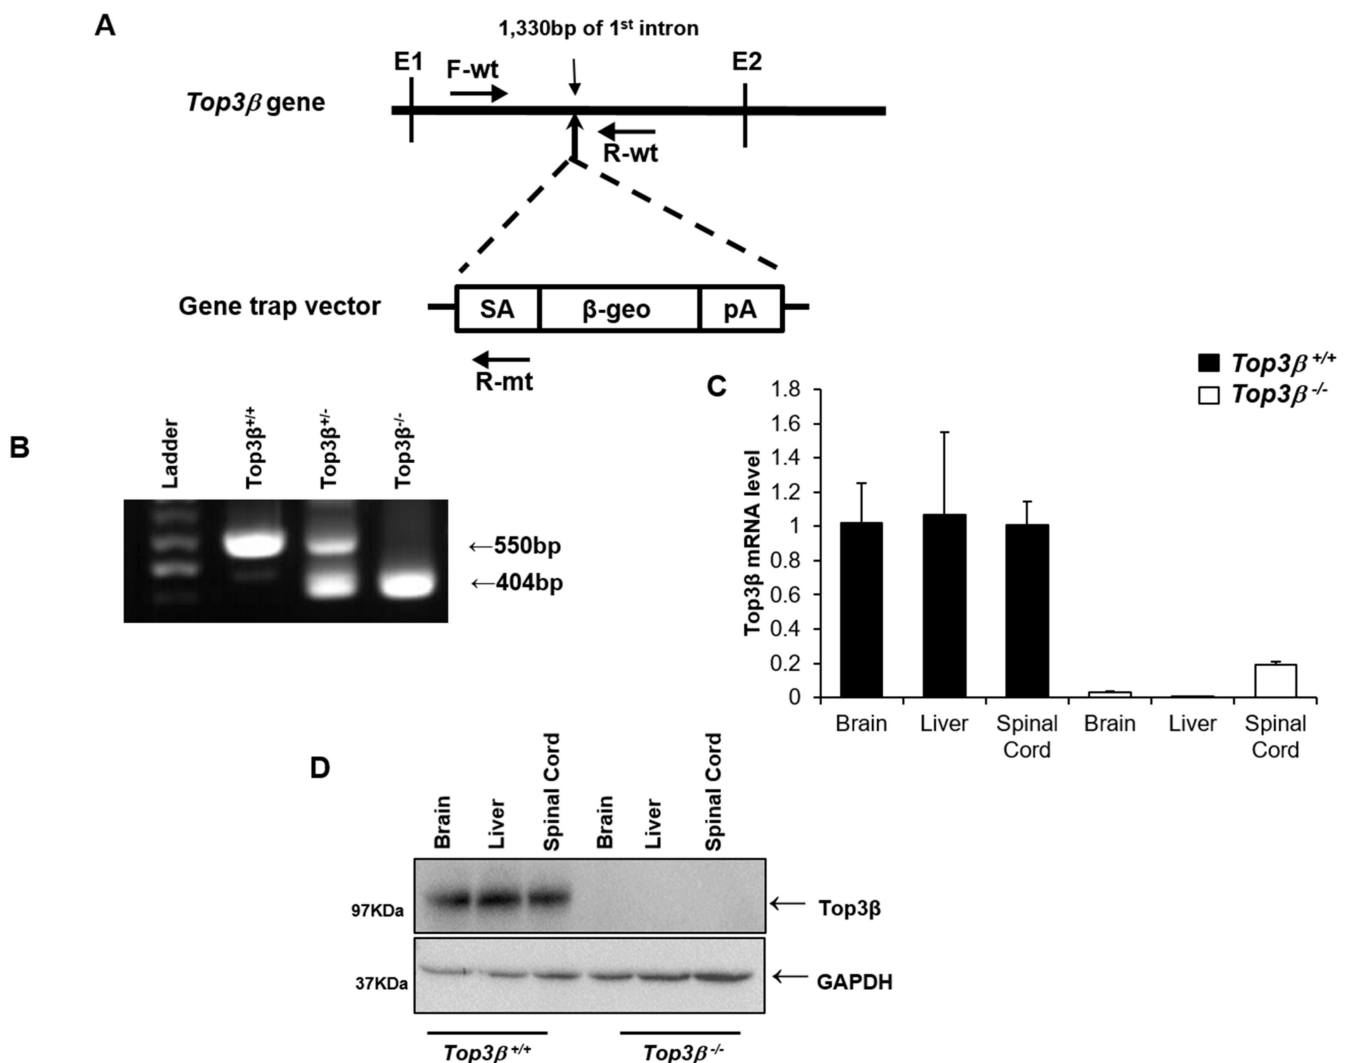 A
1,330bp of 1st intron
E1
F-wt
E2
Top3β gene
R-wt
Gene trap vector
SA
β-geo
pA
R-mt
B
Ladder
Top3β+/+
Top3β+/-
Top3β-/-
←550bp
←404bp
C
Top3β +/+
Top3β -/-
Top3β mRNA level
1.8
1.6
1.4
1.2
1
0.8
0.6
0.4
0.2
0
Brain
Liver
Spinal
Cord
Brain
Liver
Spinal
Cord
D
Brain
Liver
Spinal Cord
Brain
Liver
Spinal Cord
97KDa
Top3β
37KDa
GAPDH
Top3β +/+
Top3β -/-